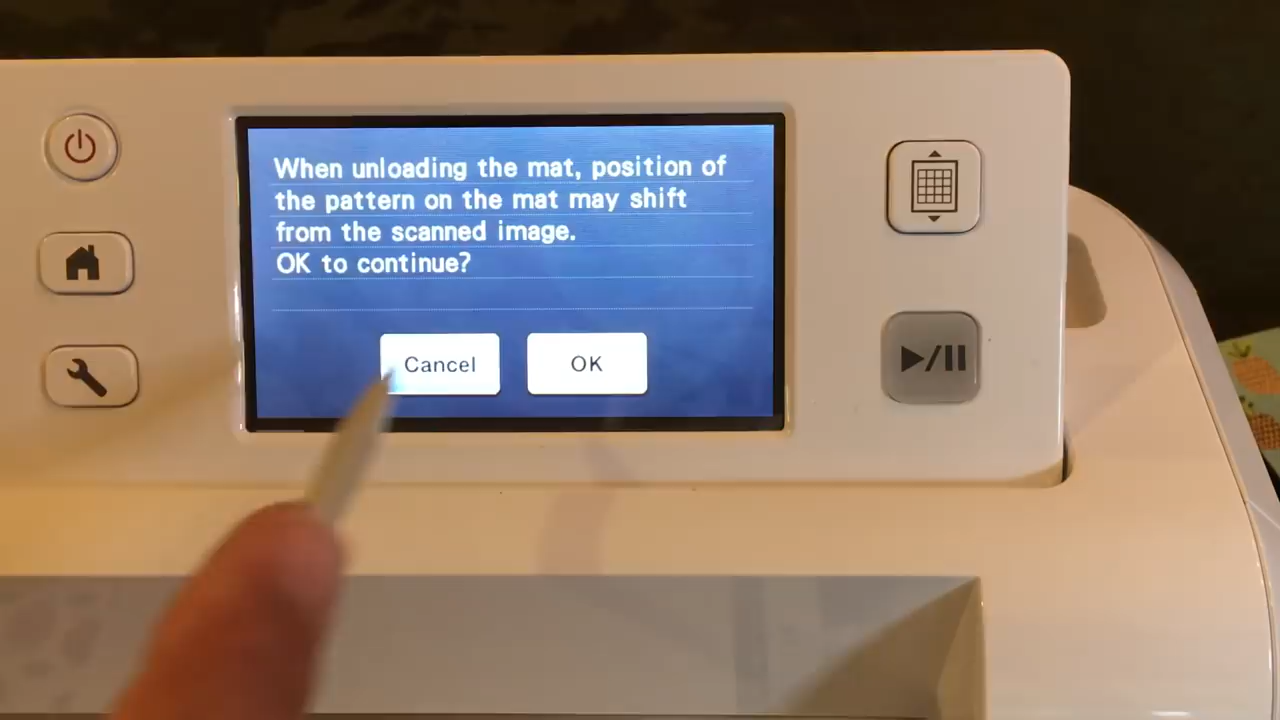 When unloading the mat, position of
the pattern on the mat may shift
from the scanned image.
OK to continue?
Cancel
OK